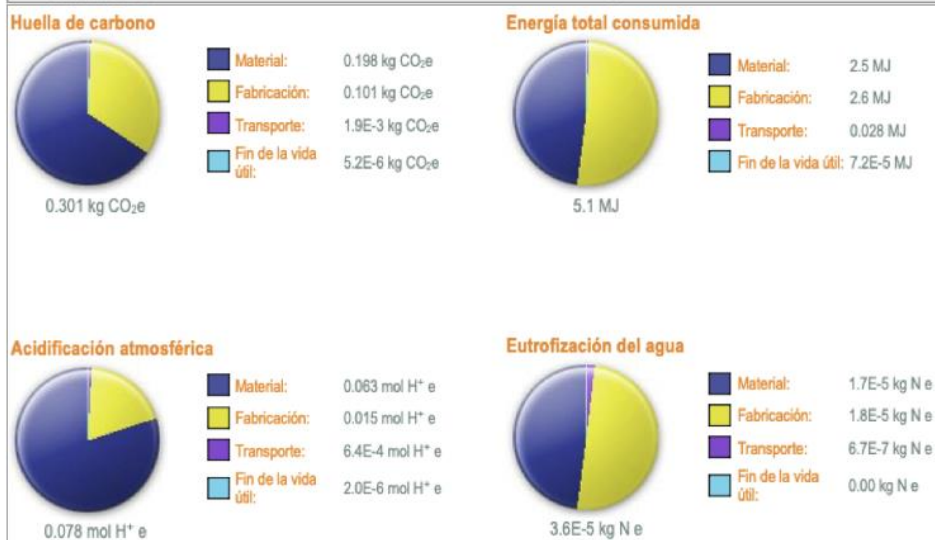 Huella de carbono
Material: 0.198 kg CO₂e
Fabricación: 0.101 kg CO₂e
Transporte: 1.9E-3 kg CO₂e
Fin de la vida
útil: 5.2E-6 kg CO₂e
0.301 kg CO₂e
Energía total consumida
Material: 2.5 MJ
Fabricación: 2.6 MJ
Transporte: 0.028 MJ
Fin de la vida útil: 7.2E-5 MJ
5.1 MJ
Acidificación atmosférica
Material: 0.063 mol H⁺ e
Fabricación: 0.015 mol H⁺ e
Transporte: 6.4E-4 mol H⁺ e
Fin de la vida
útil: 2.0E-6 mol H⁺ e
0.078 mol H⁺ e
Eutrofización del agua
Material: 1.7E-5 kg N e
Fabricación: 1.8E-5 kg N e
Transporte: 6.7E-7 kg N e
Fin de la vida
útil: 0.00 kg N e
3.6E-5 kg N e